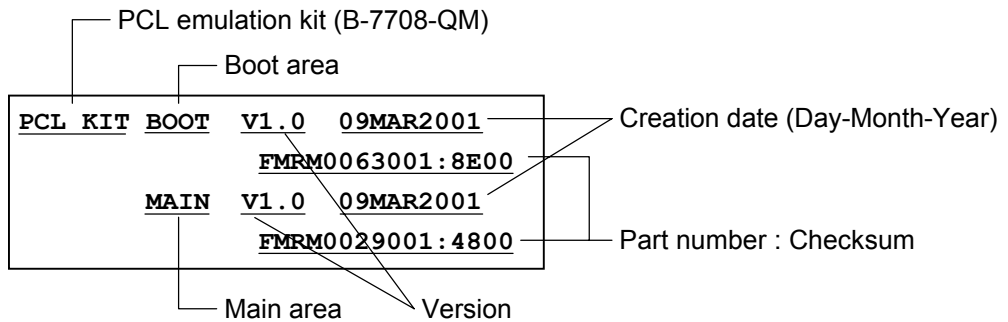 PCL emulation kit (B-7708-QM)
Boot area
PCL KIT BOOT V1.0 09MAR2001
Creation date (Day-Month-Year)
FMRM0063001:8E00
MAIN V1.0 09MAR2001
FMRM0029001:4800
Part number : Checksum
Main area
Version